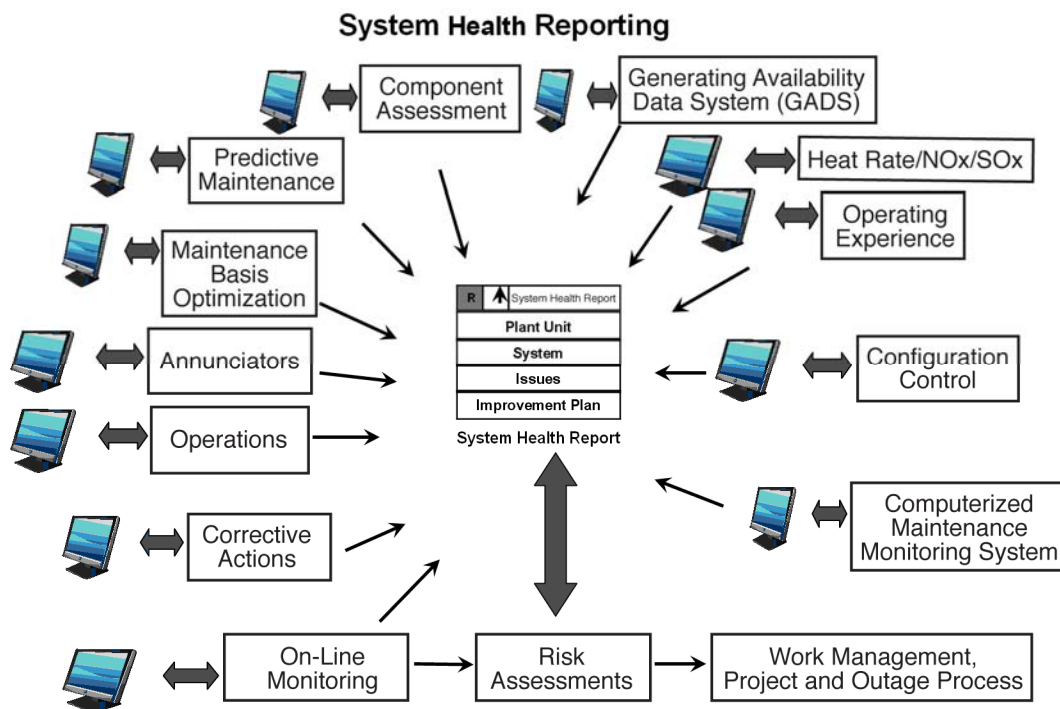 System Health Reporting
Component
Assessment
Generating Availability
Data System (GADS)
Predictive
Maintenance
Heat Rate/NOx/SOx
Operating
Experience
Maintenance
Basis
Optimization
R
System Health Report
Plant Unit
System
Issues
Improvement Plan
System Health Report
Annunciators
Configuration
Control
Operations
Corrective
Actions
Computerized
Maintenance
Monitoring System
On-Line
Monitoring
Risk
Assessments
Work Management,
Project and Outage Process